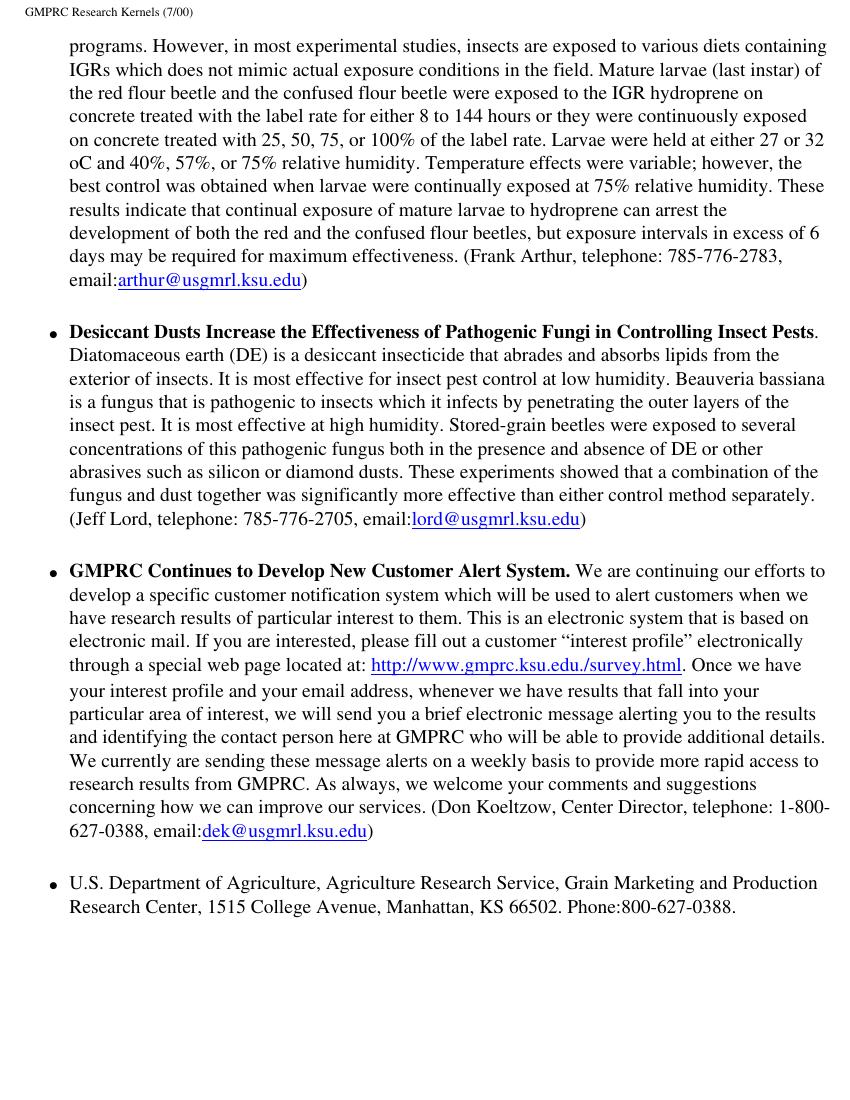 GMPRC Research Kernels (7/00)
programs. However, in most experimental studies, insects are exposed to various diets containing
IGRs which does not mimic actual exposure conditions in the field. Mature larvae (last instar) of
the red flour beetle and the confused flour beetle were exposed to the IGR hydroprene on
concrete treated with the label rate for either 8 to 144 hours or they were continuously exposed
on concrete treated with 25, 50, 75, or 100% of the label rate. Larvae were held at either 27 or 32
oC and 40%, 57%, or 75% relative humidity. Temperature effects were variable; however, the
best control was obtained when larvae were continually exposed at 75% relative humidity. These
results indicate that continual exposure of mature larvae to hydroprene can arrest the
development of both the red and the confused flour beetles, but exposure intervals in excess of 6
days may be required for maximum effectiveness. (Frank Arthur, telephone: 785-776-2783,
email:arthur@usgmrl.ksu.edu)
● Desiccant Dusts Increase the Effectiveness of Pathogenic Fungi in Controlling Insect Pests.
Diatomaceous earth (DE) is a desiccant insecticide that abrades and absorbs lipids from the
exterior of insects. It is most effective for insect pest control at low humidity. Beauveria bassiana
is a fungus that is pathogenic to insects which it infects by penetrating the outer layers of the
insect pest. It is most effective at high humidity. Stored-grain beetles were exposed to several
concentrations of this pathogenic fungus both in the presence and absence of DE or other
abrasives such as silicon or diamond dusts. These experiments showed that a combination of the
fungus and dust together was significantly more effective than either control method separately.
(Jeff Lord, telephone: 785-776-2705, email:lord@usgmrl.ksu.edu)
● GMPRC Continues to Develop New Customer Alert System. We are continuing our efforts to
develop a specific customer notification system which will be used to alert customers when we
have research results of particular interest to them. This is an electronic system that is based on
electronic mail. If you are interested, please fill out a customer “interest profile” electronically
through a special web page located at: http://www.gmprc.ksu.edu./survey.html. Once we have
your interest profile and your email address, whenever we have results that fall into your
particular area of interest, we will send you a brief electronic message alerting you to the results
and identifying the contact person here at GMPRC who will be able to provide additional details.
We currently are sending these message alerts on a weekly basis to provide more rapid access to
research results from GMPRC. As always, we welcome your comments and suggestions
concerning how we can improve our services. (Don Koeltzow, Center Director, telephone: 1-800-
627-0388, email:dek@usgmrl.ksu.edu)
● U.S. Department of Agriculture, Agriculture Research Service, Grain Marketing and Production
Research Center, 1515 College Avenue, Manhattan, KS 66502. Phone:800-627-0388.